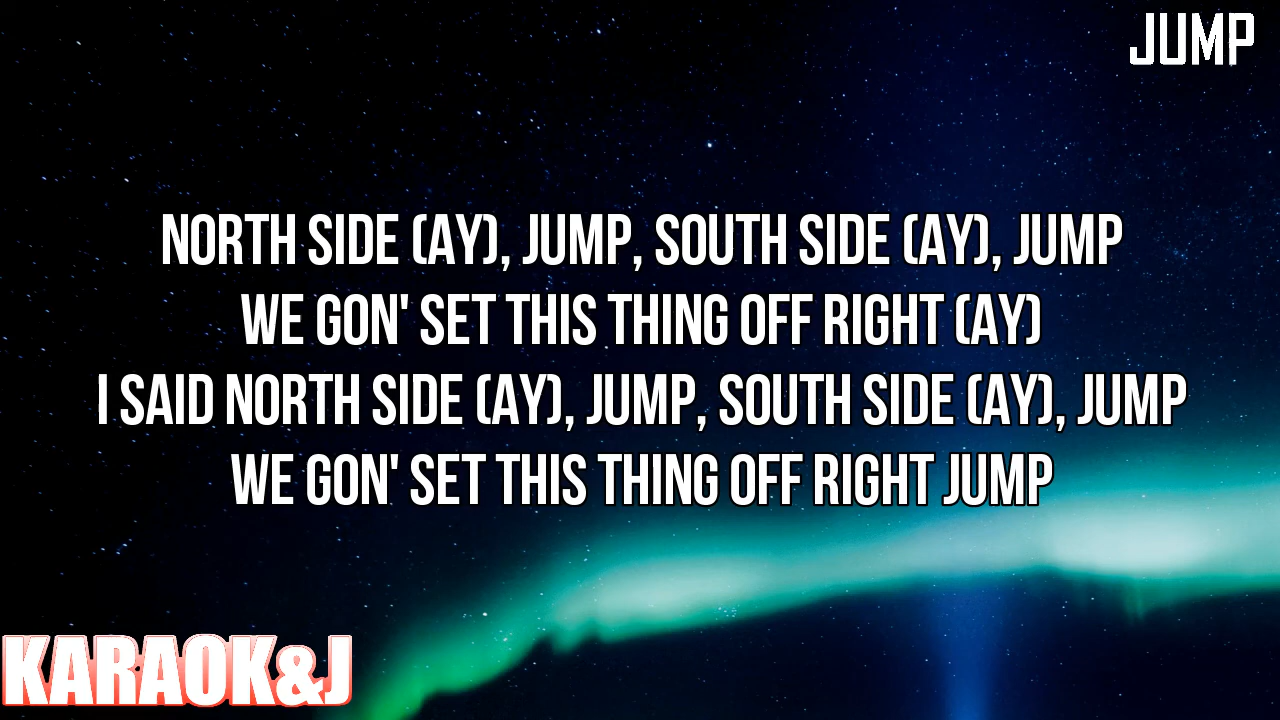 JUMP
NORTH SIDE (AY), JUMP, SOUTH SIDE (AY), JUMP
WE GON' SET THIS THING OFF RIGHT (AY)
I SAID NORTH SIDE (AY), JUMP, SOUTH SIDE (AY), JUMP
WE GON' SET THIS THING OFF RIGHT JUMP
KARAOK&J